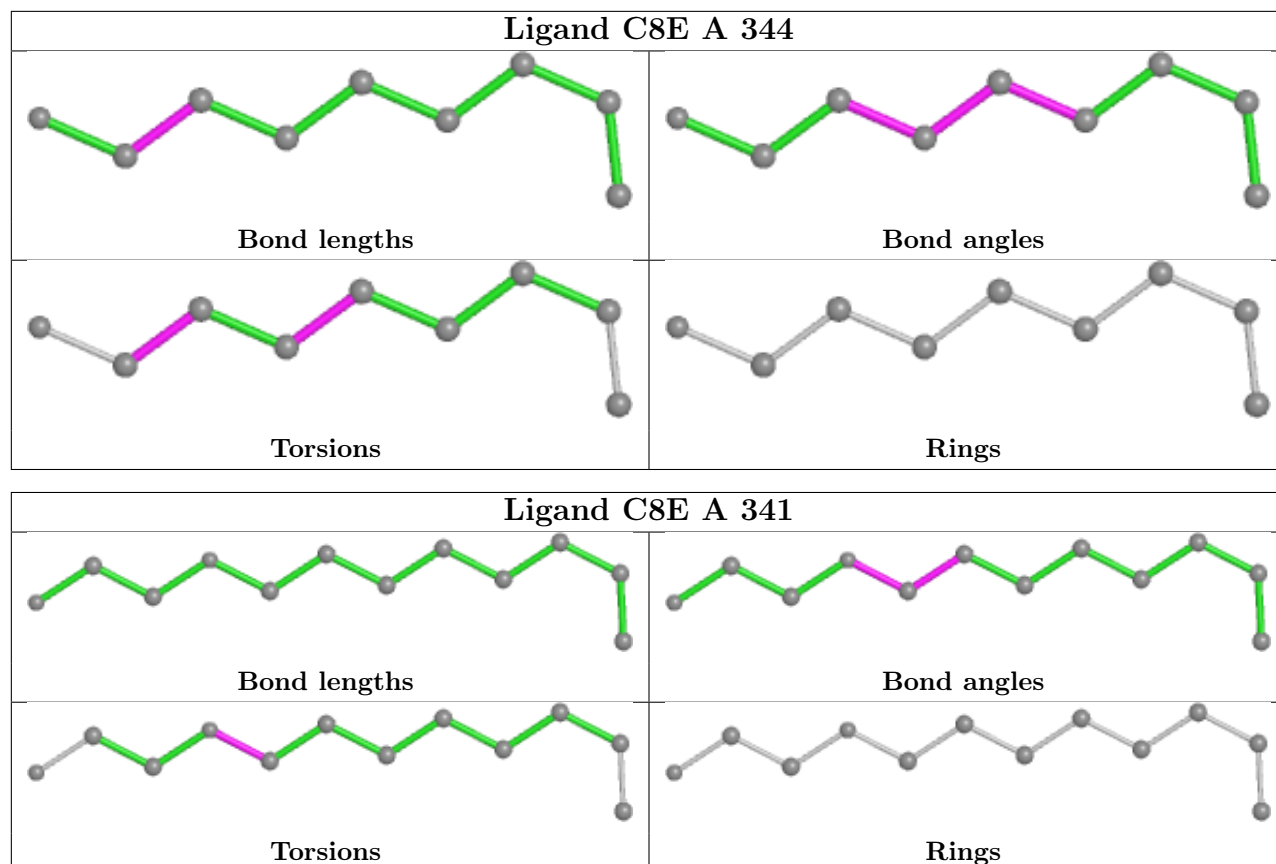 Ligand C8E A 344
Bond lengths
Bond angles
Torsions
Rings
Ligand C8E A 341
Bond lengths
Bond angles
Torsions
Rings